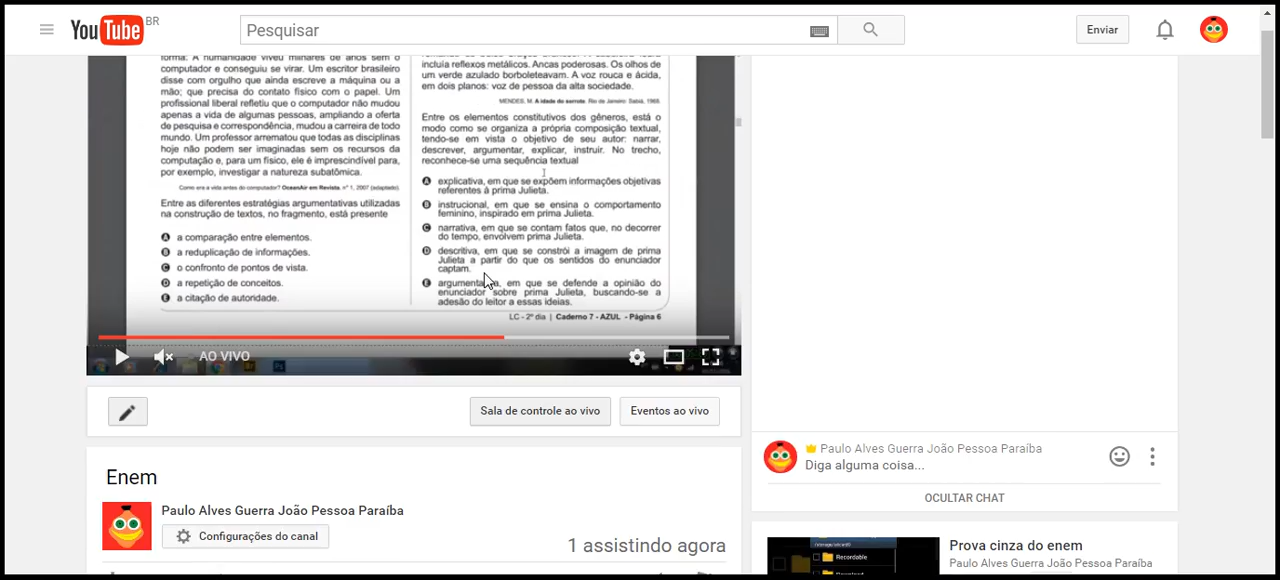 YouTube BR
Pesquisar
Enviar
forma: A humanidade viveu milhares de anos sem o
computador e conseguiu se virar. Um escritor brasileiro
disse com orgulho que ainda escreve a máquina ou a
mão; que precisa do contato físico com o papel. Um
profissional liberal refletiu que o computador não mudou
apenas a vida de algumas pessoas, ampliando a oferta
de pesquisa e correspondência, mudou a carreira de todo
mundo. Um professor arrematou que todas as disciplinas
hoje não podem ser imaginadas sem os recursos da
computação e, para um físico, ele é imprescindível para,
por exemplo, investigar a natureza subatômica.
Como era a vida antes do computador? OceanAir em Revista. nº 1, 2007 (adaptado).
Entre as diferentes estratégias argumentativas utilizadas
na construção de textos, no fragmento, está presente
A a comparação entre elementos.
B a reduplicação de informações.
C o confronto de pontos de vista.
D a repetição de conceitos.
E a citação de autoridade.
incluía reflexos metálicos. Ancas poderosas. Os olhos de
um verde azulado borboleteavam. A voz rouca e ácida,
em dois planos: voz de pessoa da alta sociedade.
MENDES, M. A idade do serrote. Rio de Janeiro: Sabiá, 1968.
Entre os elementos constitutivos dos gêneros, está o
modo como se organiza a própria composição textual,
tendo-se em vista o objetivo de seu autor: narrar,
descrever, argumentar, explicar, instruir. No trecho,
reconhece-se uma sequência textual
A explicativa, em que se expõem informações objetivas
referentes à prima Julieta.
B instrucional, em que se ensina o comportamento
feminino, inspirado em prima Julieta.
C narrativa, em que se contam fatos que, no decorrer
do tempo, envolvem prima Julieta.
D descritiva, em que se constrói a imagem de prima
Julieta a partir do que os sentidos do enunciador
captam.
E argumentativa, em que se defende a opinião do
enunciador sobre prima Julieta, buscando-se a
adesão do leitor a essas ideias.
LC - 2º dia | Caderno 7 - AZUL - Página 6
AO VIVO
Sala de controle ao vivo
Eventos ao vivo
Enem
Paulo Alves Guerra João Pessoa Paraíba
Configurações do canal
1 assistindo agora
Paulo Alves Guerra João Pessoa Paraíba
Diga alguma coisa...
OCULTAR CHAT
Recordable
Download
Prova cinza do enem
Paulo Alves Guerra João Pessoa Paraíba